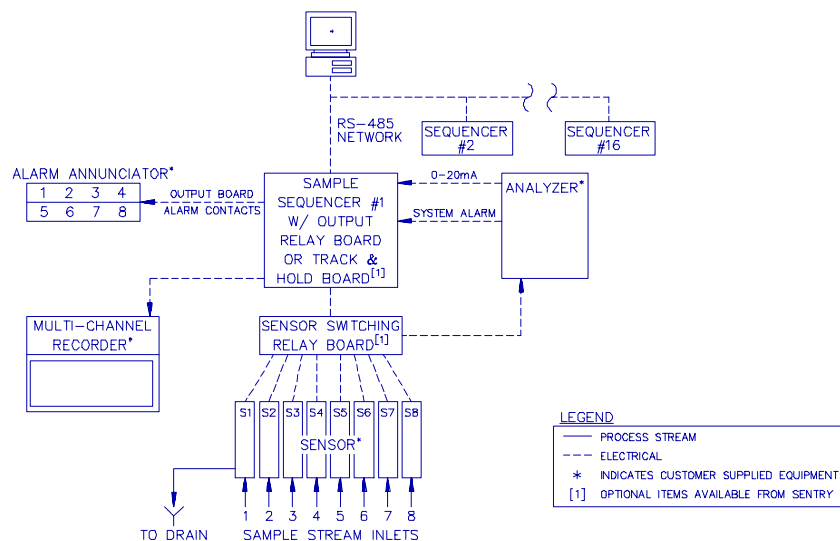 *
RS-485
NETWORK
SEQUENCER
#2
SEQUENCER
#16
ALARM ANNUNCIATOR*
1 2 3 4
5 6 7 8
OUTPUT BOARD
ALARM CONTACTS
SAMPLE
SEQUENCER #1
W/ OUTPUT
RELAY BOARD
OR TRACK &
HOLD BOARD[1]
0-20mA
SYSTEM ALARM
ANALYZER*
MULTI-CHANNEL
RECORDER*
SENSOR SWITCHING
RELAY BOARD[1]
S1 S2 S3 S4 S5 S6 S7 S8
SENSOR*
1 2 3 4 5 6 7 8
TO DRAIN
SAMPLE STREAM INLETS
LEGEND
PROCESS STREAM
ELECTRICAL
* INDICATES CUSTOMER SUPPLIED EQUIPMENT
[1] OPTIONAL ITEMS AVAILABLE FROM SENTRY